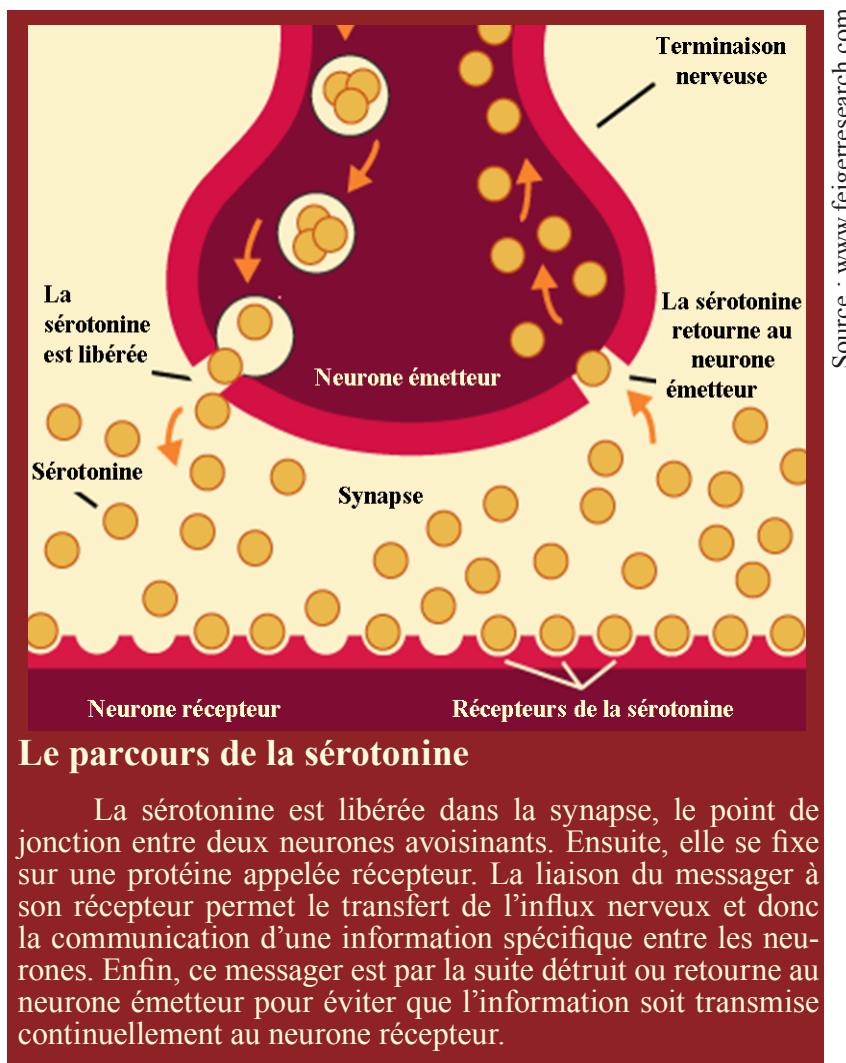 Source : www.feigerresearch.com
Terminaison
nerveuse
La
sérotonine
est libérée
La sérotonine
retourne au
neurone
émetteur
Neurone émetteur
Sérotonine
Synapse
Neurone récepteur
Récepteurs de la sérotonine
Le parcours de la sérotonine
La sérotonine est libérée dans la synapse, le point de
jonction entre deux neurones avoisinants. Ensuite, elle se fixe
sur une protéine appelée récepteur. La liaison du messager à
son récepteur permet le transfert de l’influx nerveux et donc
la communication d’une information spécifique entre les neu-
rones. Enfin, ce messager est par la suite détruit ou retourne au
neurone émetteur pour éviter que l’information soit transmise
continuellement au neurone récepteur.